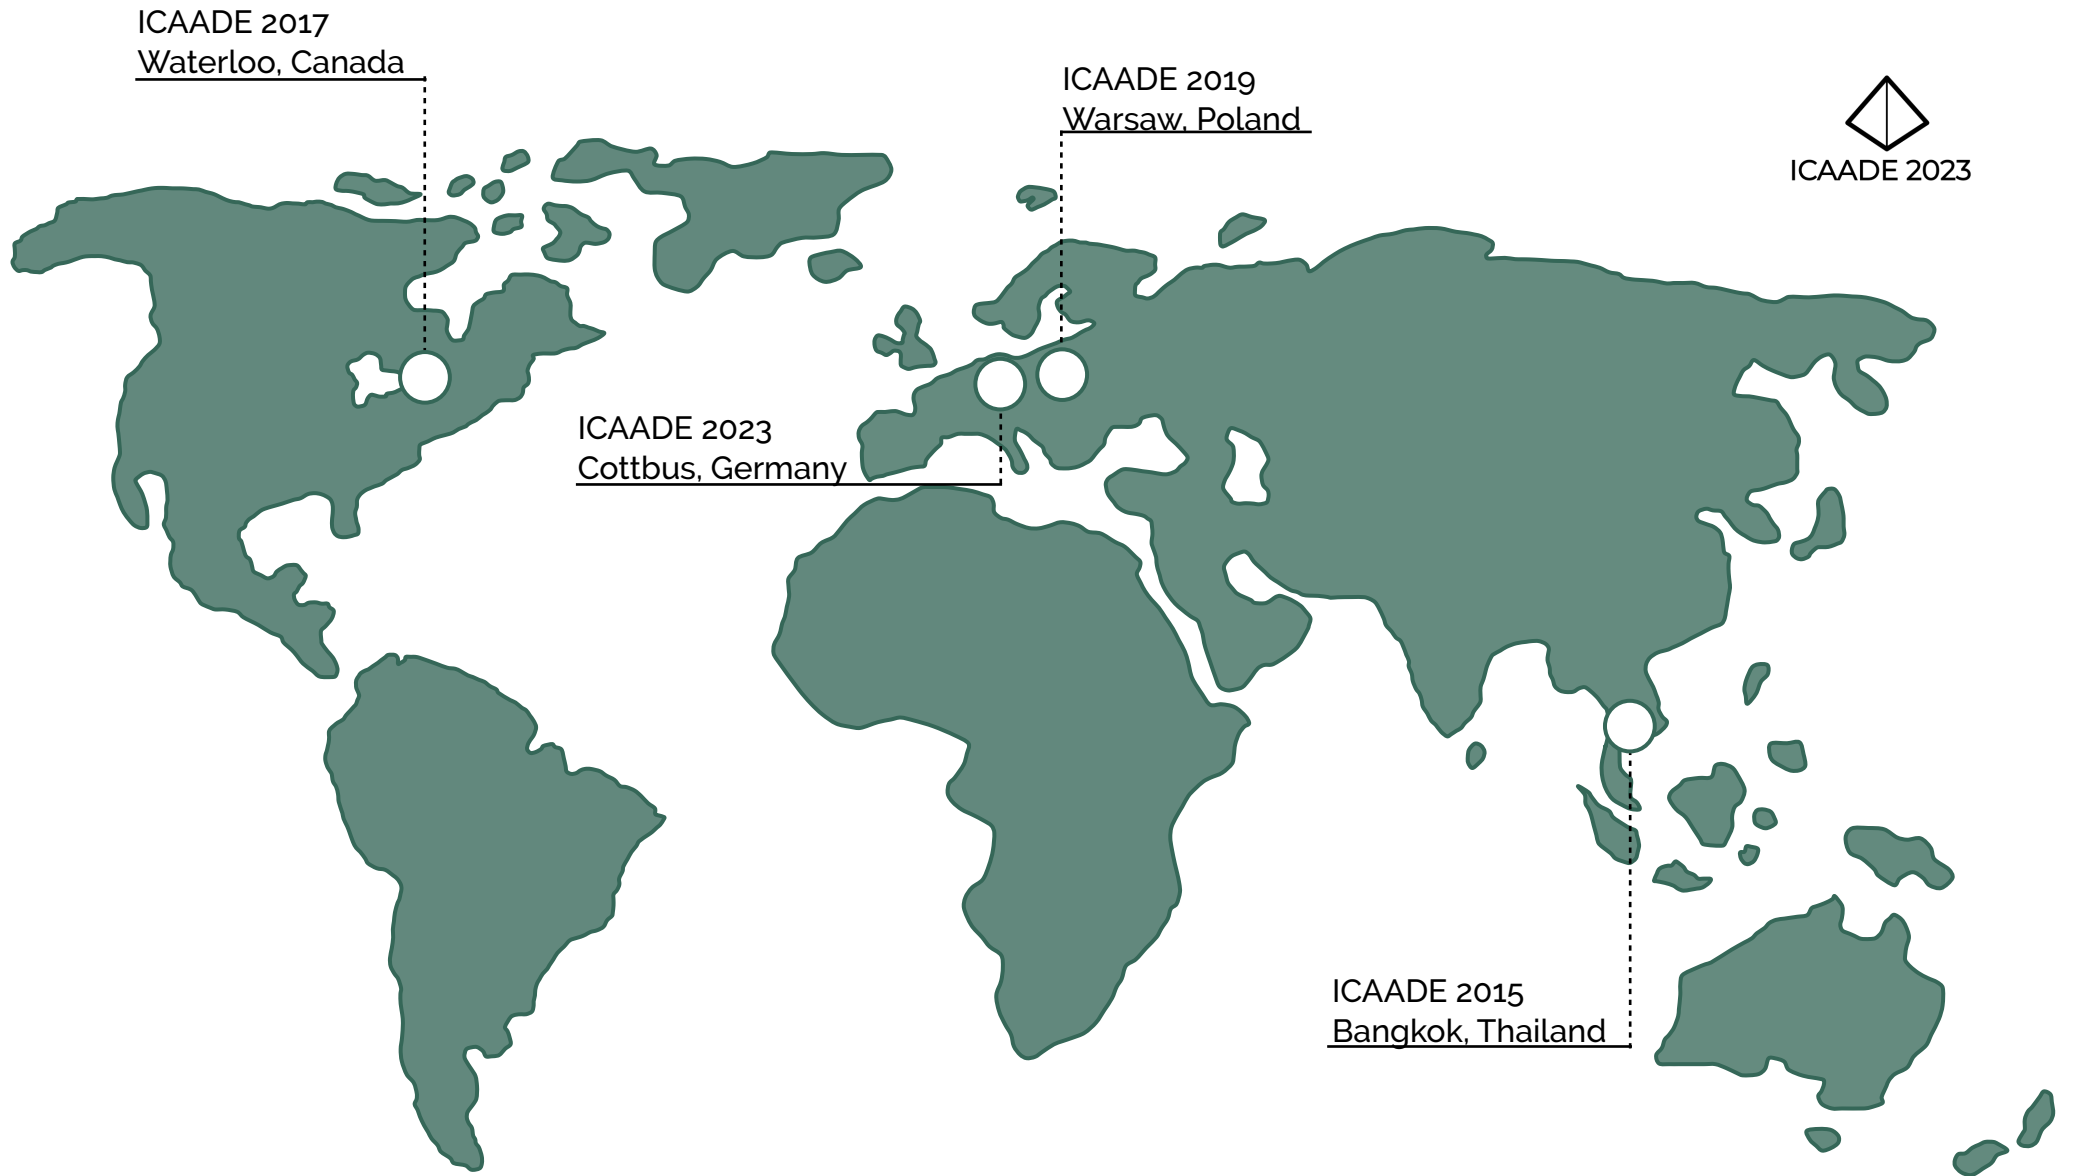 ICAADE 2017
Waterloo, Canada
ICAADE 2019
Warsaw, Poland
ICAADE 2023
ICAADE 2023
Cottbus, Germany
ICAADE 2015
Bangkok, Thailand